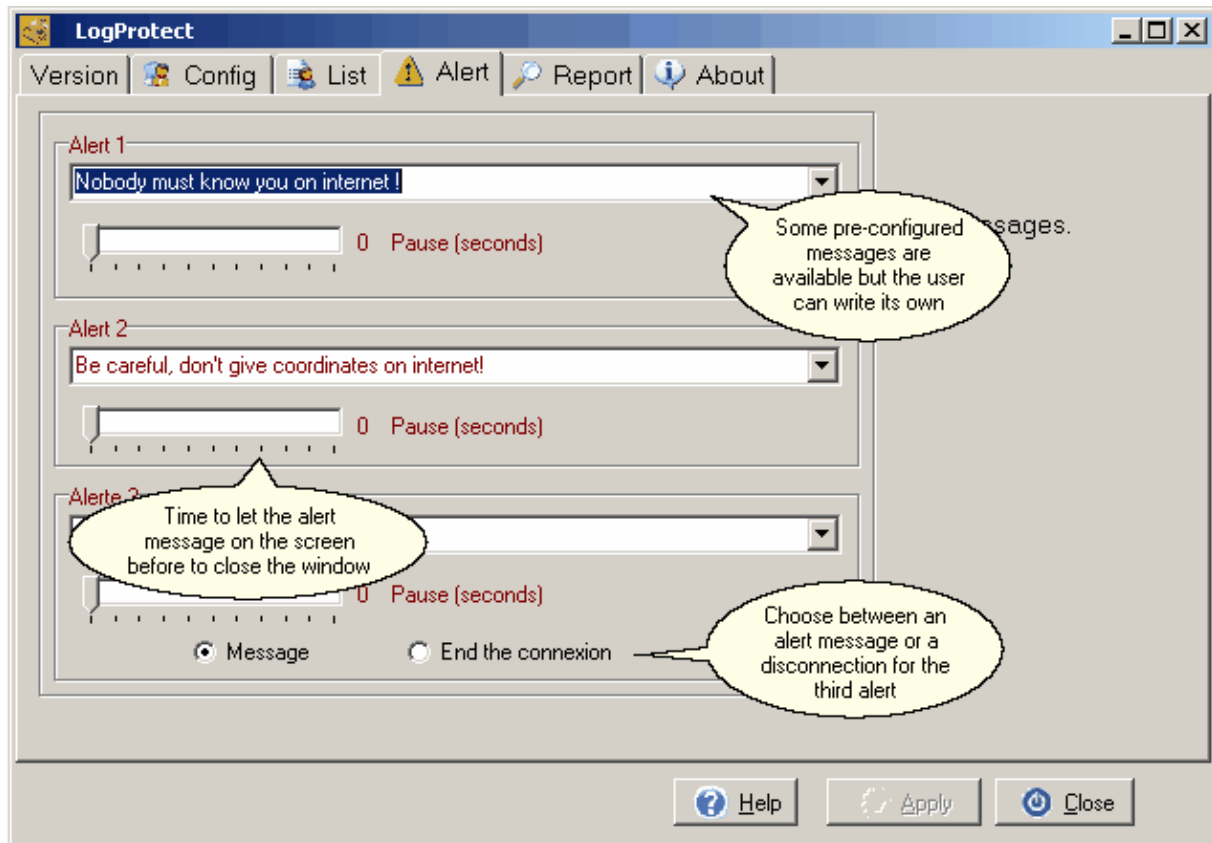 LogProtect
Version Config List Alert Report About
Alert 1
Nobody must know you on internet !
0 Pause (seconds)
Some pre-configured
messages are
available but the user
can write its own
Alert 2
Be careful, don't give coordinates on internet!
0 Pause (seconds)
Time to let the alert
message on the screen
before to close the window
Alerte
0 Pause (seconds)
Message End the connexion
Choose between an
alert message or a
disconnection for the
third alert
Help Apply Close